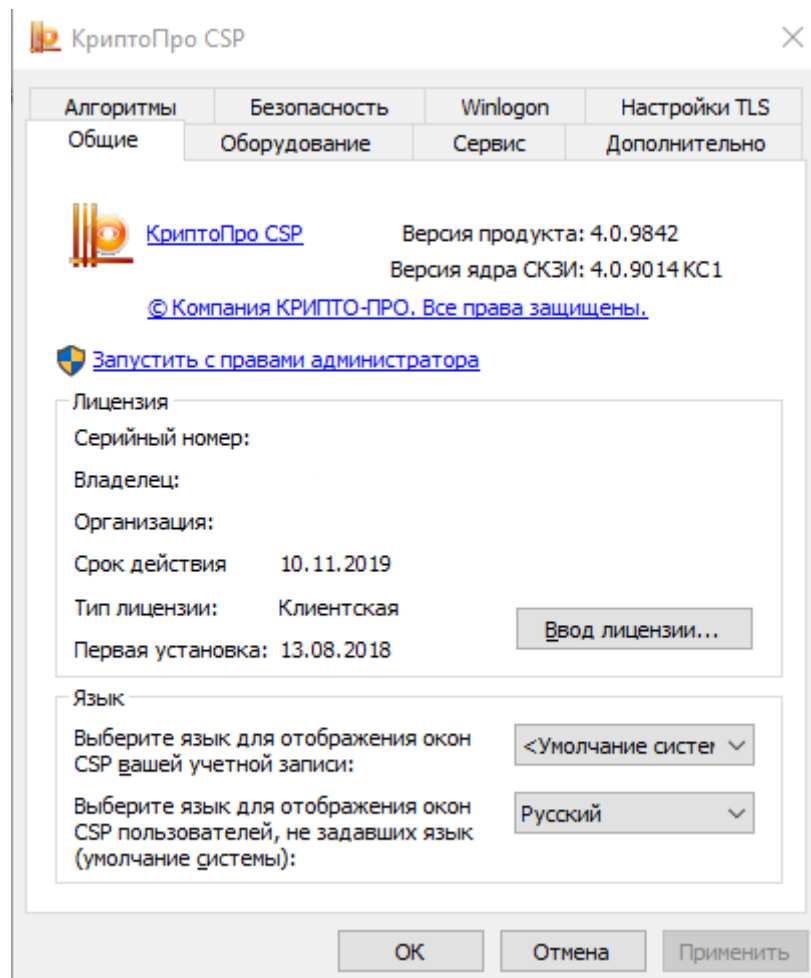 КриптоПро CSP
Алгоритмы Безопасность Winlogon Настройки TLS
Общие Оборудование Сервис Дополнительно
КриптоПро CSP Версия продукта: 4.0.9842
Версия ядра СКЗИ: 4.0.9014 КС1
© Компания КРИПТО-ПРО. Все права защищены.
Запустить с правами администратора
Лицензия
Серийный номер:
Владелец:
Организация:
Срок действия 10.11.2019
Тип лицензии: Клиентская
Ввод лицензии...
Первая установка: 13.08.2018
Язык
Выберите язык для отображения окон
CSP вашей учетной записи:
<Умолчание систем
Выберите язык для отображения окон
CSP пользователей, не задавших язык
(умолчание системы):
Русский
ОК Отмена Применить